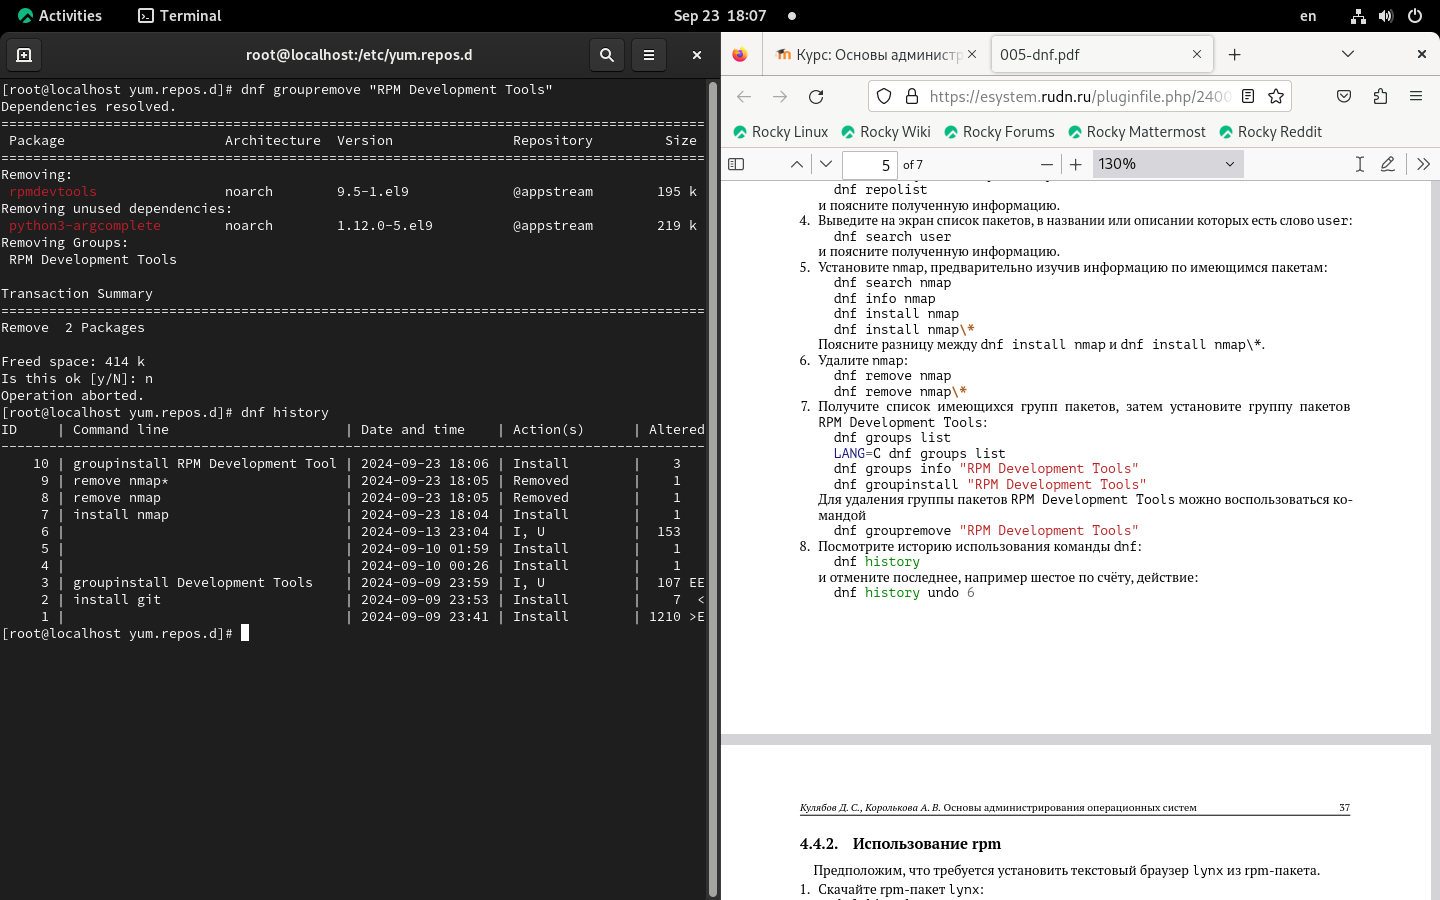 Activities
Terminal
Sep 23 18:07
en
root@localhost:/etc/yum.repos.d
[root@localhost yum.repos.d]# dnf groupremove "RPM Development Tools"
Dependencies resolved.
================================================================================
Package Architecture Version Repository Size
================================================================================
Removing:
rpmdevtools noarch 9.5-1.el9 @appstream 195 k
Removing unused dependencies:
python3-argcomplete noarch 1.12.0-5.el9 @appstream 219 k
Removing Groups:
RPM Development Tools
Transaction Summary
================================================================================
Remove 2 Packages
Freed space: 414 k
Is this ok [y/N]: n
Operation aborted.
[root@localhost yum.repos.d]# dnf history
ID | Command line | Date and time | Action(s) | Altered
--------------------------------------------------------------------------------
10 | groupinstall RPM Development Tool | 2024-09-23 18:06 | Install | 3
9 | remove nmap* | 2024-09-23 18:05 | Removed | 1
8 | remove nmap | 2024-09-23 18:05 | Removed | 1
7 | install nmap | 2024-09-23 18:04 | Install | 1
6 | | 2024-09-13 23:04 | I, U | 153
5 | | 2024-09-10 01:59 | Install | 1
4 | | 2024-09-10 00:26 | Install | 1
3 | groupinstall Development Tools | 2024-09-09 23:59 | I, U | 107 EE
2 | install git | 2024-09-09 23:53 | Install | 7 <
1 | | 2024-09-09 23:41 | Install | 1210 >E
[root@localhost yum.repos.d]#
Курс: Основы администр
005-dnf.pdf
https://esystem.rudn.ru/pluginfile.php/2400
Rocky Linux
Rocky Wiki
Rocky Forums
Rocky Mattermost
Rocky Reddit
5 of 7
130%
dnf repolist
и поясните полученную информацию.
4. Выведите на экран список пакетов, в названии или описании которых есть слово user:
dnf search user
и поясните полученную информацию.
5. Установите nmap, предварительно изучив информацию по имеющимся пакетам:
dnf search nmap
dnf info nmap
dnf install nmap
dnf install nmap\*
Поясните разницу между dnf install nmap и dnf install nmap\*.
6. Удалите nmap:
dnf remove nmap
dnf remove nmap\*
7. Получите список имеющихся групп пакетов, затем установите группу пакетов
RPM Development Tools:
dnf groups list
LANG=C dnf groups list
dnf groups info "RPM Development Tools"
dnf groupinstall "RPM Development Tools"
Для удаления группы пакетов RPM Development Tools можно воспользоваться ко-
мандой
dnf groupremove "RPM Development Tools"
8. Посмотрите историю использования команды dnf:
dnf history
и отмените последнее, например шестое по счёту, действие:
dnf history undo 6
Кулябов Д. С., Королькова А. В. Основы администрирования операционных систем 37
4.4.2. Использование rpm
Предположим, что требуется установить текстовый браузер lynx из rpm-пакета.
1. Скачайте rpm-пакет lynx: